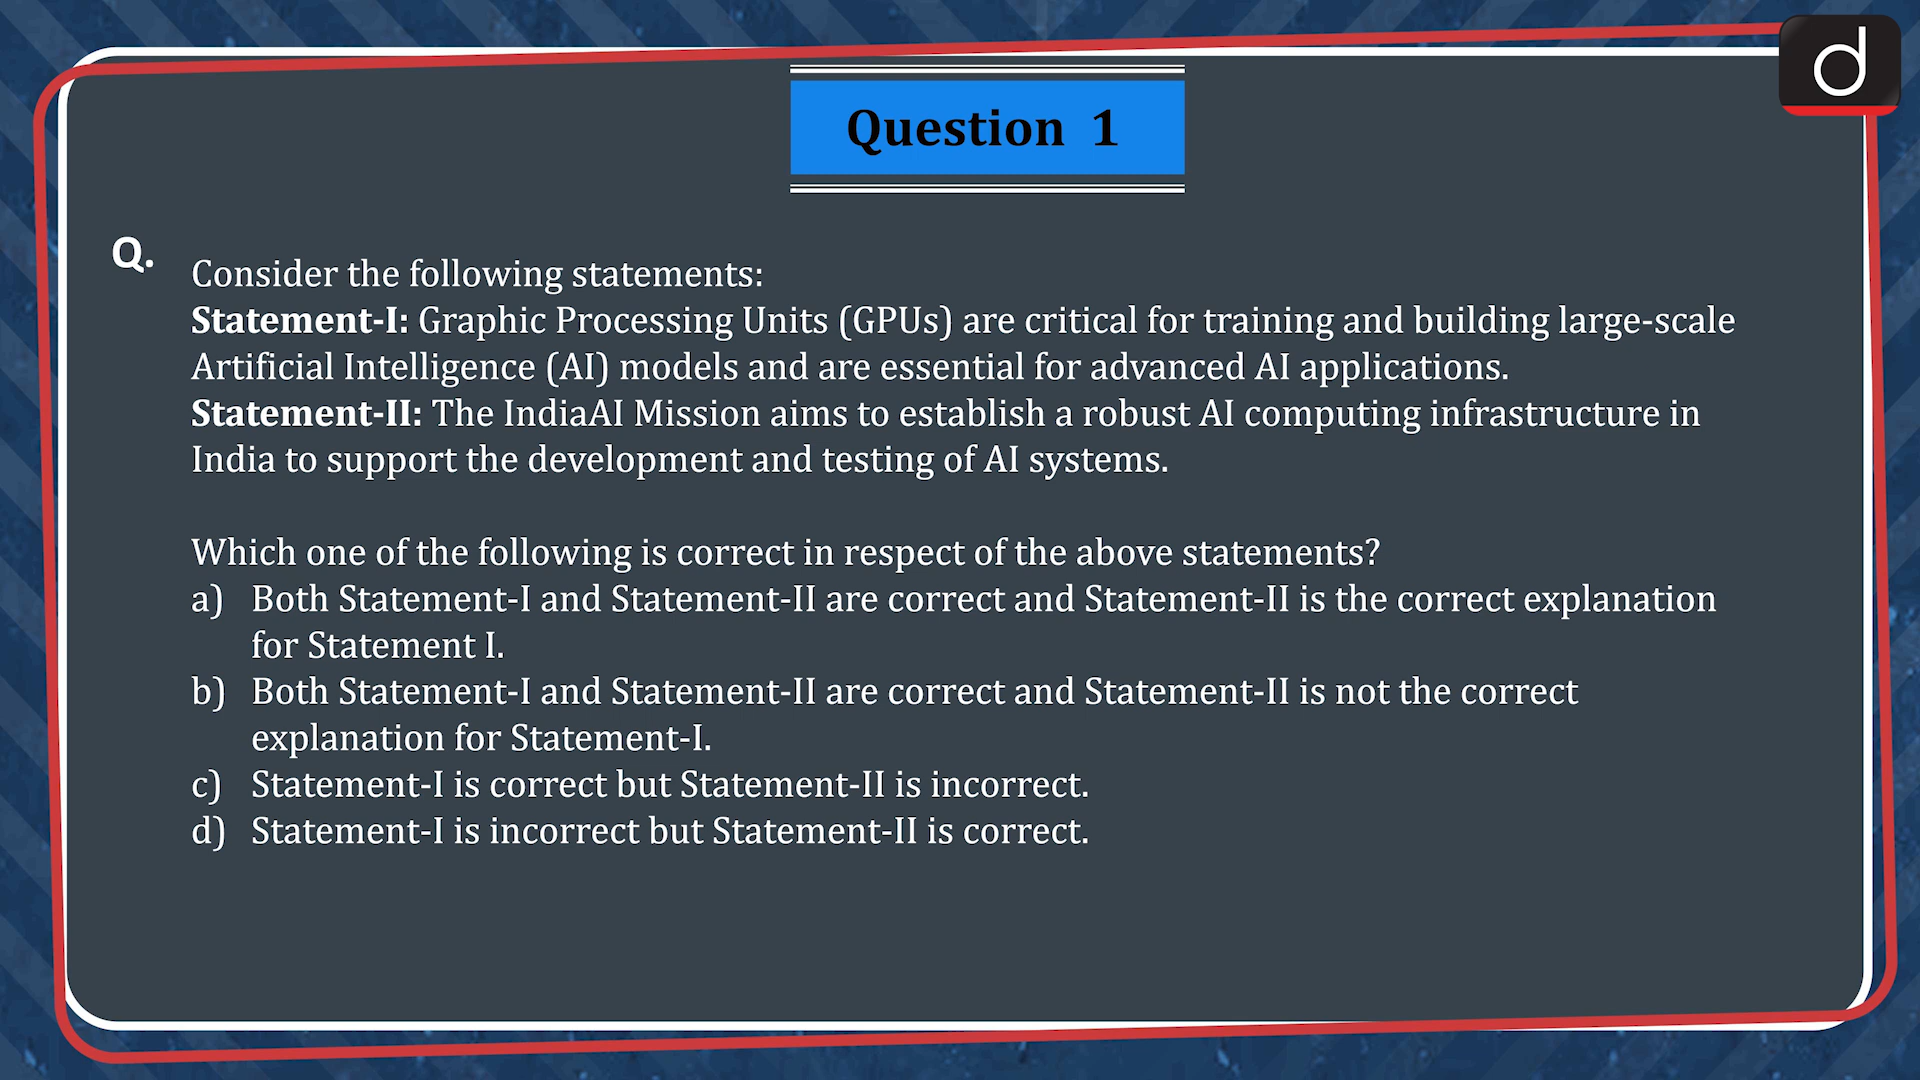 d
Question 1
Q.
Consider the following statements:
Statement-I: Graphic Processing Units (GPUs) are critical for training and building large-scale
Artificial Intelligence (AI) models and are essential for advanced AI applications.
Statement-II: The IndiaAI Mission aims to establish a robust AI computing infrastructure in
India to support the development and testing of AI systems.
Which one of the following is correct in respect of the above statements?
a) Both Statement-I and Statement-II are correct and Statement-II is the correct explanation
for Statement I.
b) Both Statement-I and Statement-II are correct and Statement-II is not the correct
explanation for Statement-I.
c) Statement-I is correct but Statement-II is incorrect.
d) Statement-I is incorrect but Statement-II is correct.